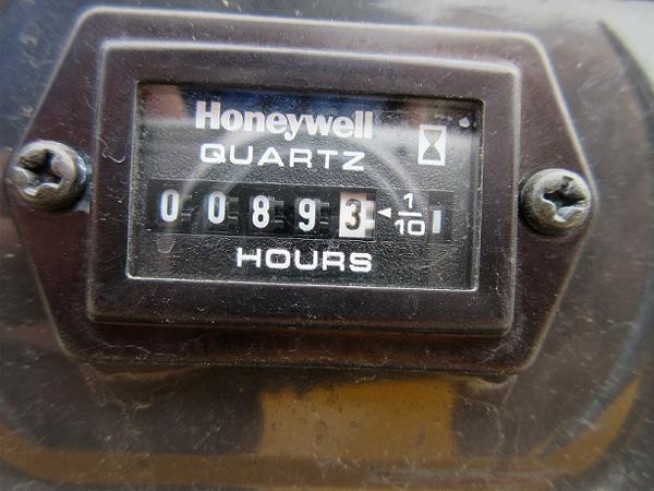 Honeywell
QUARTZ
0 0 8 9 3 ◄ 1/10
HOURS